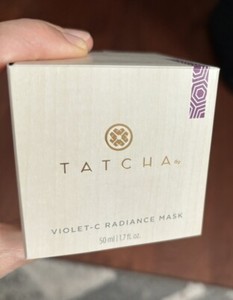 TATCHA
VIOLET-C RADIANCE MASK
50 ml | 1.7 fl. oz.